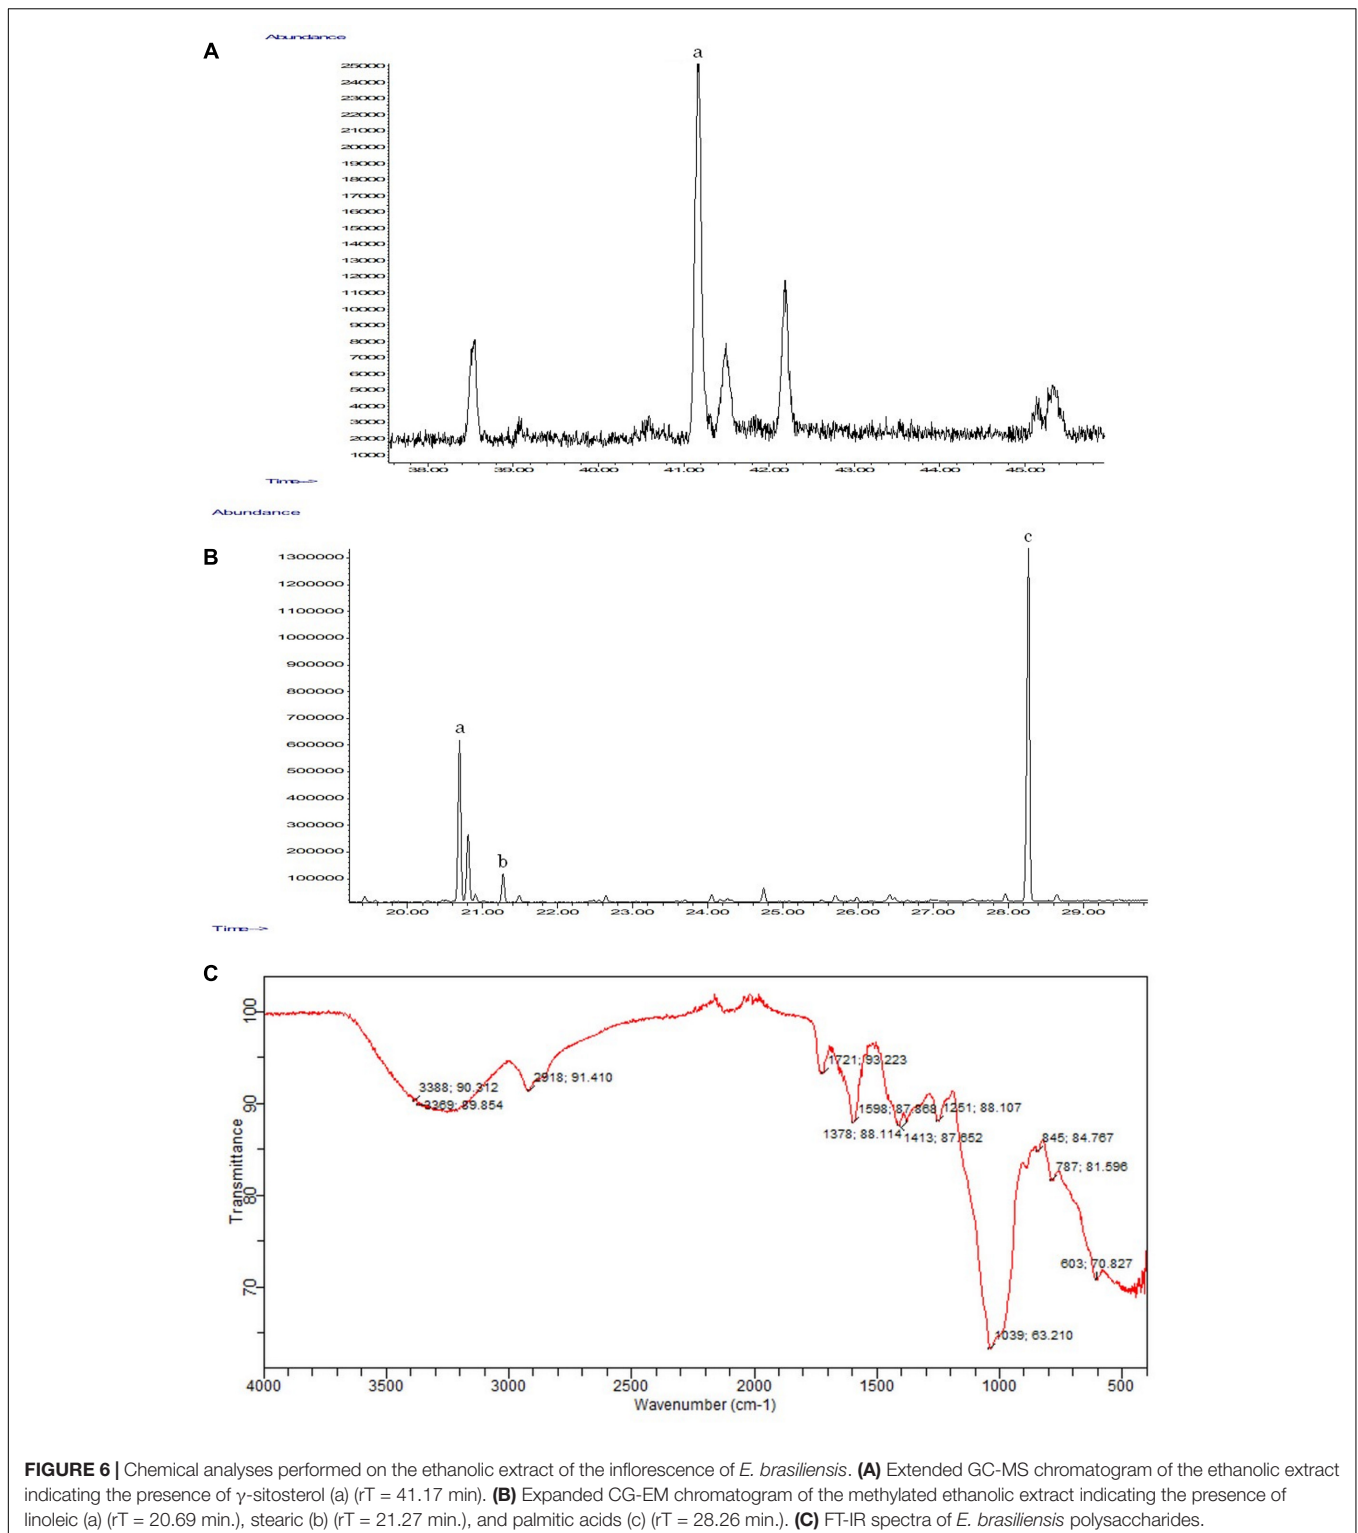 A
Abundance
a
25000
24000
23000
22000
21000
20000
19000
18000
17000
16000
15000
14000
13000
12000
11000
10000
9000
8000
7000
6000
5000
4000
3000
2000
1000
38.00 39.00 40.00 41.00 42.00 43.00 44.00 45.00
Time-->
Abundance
B
c
1300000
1200000
1100000
1000000
900000
800000
700000
a
600000
500000
400000
300000
200000
b
100000
20.00 21.00 22.00 23.00 24.00 25.00 26.00 27.00 28.00 29.00
Time-->
C
100
90
80
70
Transmittance
1721; 93.223
2918; 91.410
3388; 90.312
3369; 89.854
1598; 87.868
1251; 88.107
1378; 88.114
1413; 87.652
845; 84.767
787; 81.596
603; 70.827
1039; 63.210
4000 3500 3000 2500 2000 1500 1000 500
Wavenumber (cm-1)
FIGURE 6 | Chemical analyses performed on the ethanolic extract of the inflorescence of E. brasiliensis. (A) Extended GC-MS chromatogram of the ethanolic extract
indicating the presence of γ-sitosterol (a) (rT = 41.17 min). (B) Expanded CG-EM chromatogram of the methylated ethanolic extract indicating the presence of
linoleic (a) (rT = 20.69 min.), stearic (b) (rT = 21.27 min.), and palmitic acids (c) (rT = 28.26 min.). (C) FT-IR spectra of E. brasiliensis polysaccharides.